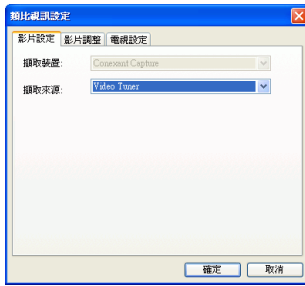 類比視訊設定
影片設定 影片調整 電視設定
擷取裝置: Conexant Capture
擷取來源: Video Tuner
確定 取消